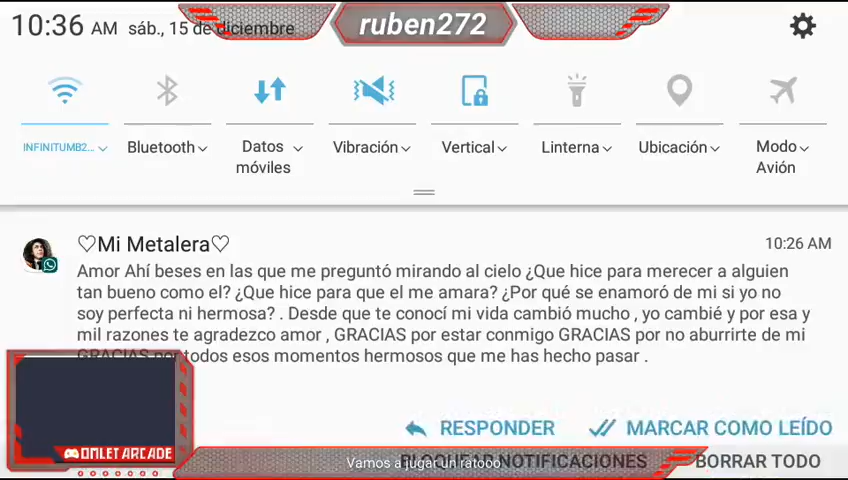 10:36 AM sáb., 15 de diciembre
ruben272
INFINITUMB2...
Bluetooth
Datos móviles
Vibración
Vertical
Linterna
Ubicación
Modo Avión
♡Mi Metalera♡ 10:26 AM
Amor Ahí beses en las que me preguntó mirando al cielo ¿Que hice para merecer a alguien
tan bueno como el? ¿Que hice para que el me amara? ¿Por qué se enamoró de mi si yo no
soy perfecta ni hermosa? . Desde que te conocí mi vida cambió mucho , yo cambié y por esa y
mil razones te agradezco amor , GRACIAS por estar conmigo GRACIAS por no aburrirte de mi
GRACIAS por todos esos momentos hermosos que me has hecho pasar .
RESPONDER MARCAR COMO LEÍDO
OMLET ARCADE
Vamos a jugar un ratooo
BLOQUEAR NOTIFICACIONES BORRAR TODO